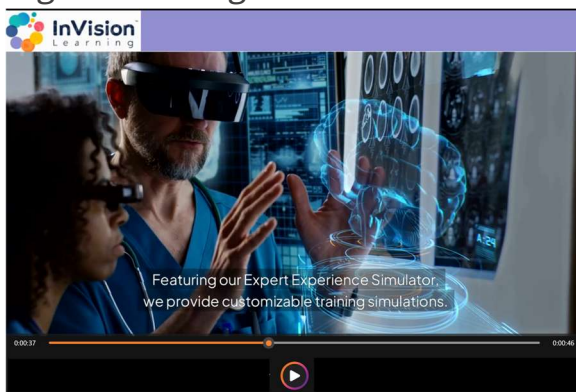 InVision
Learning
Featuring our Expert Experience Simulator,
we provide customizable training simulations.
0:00:37
0:00:46